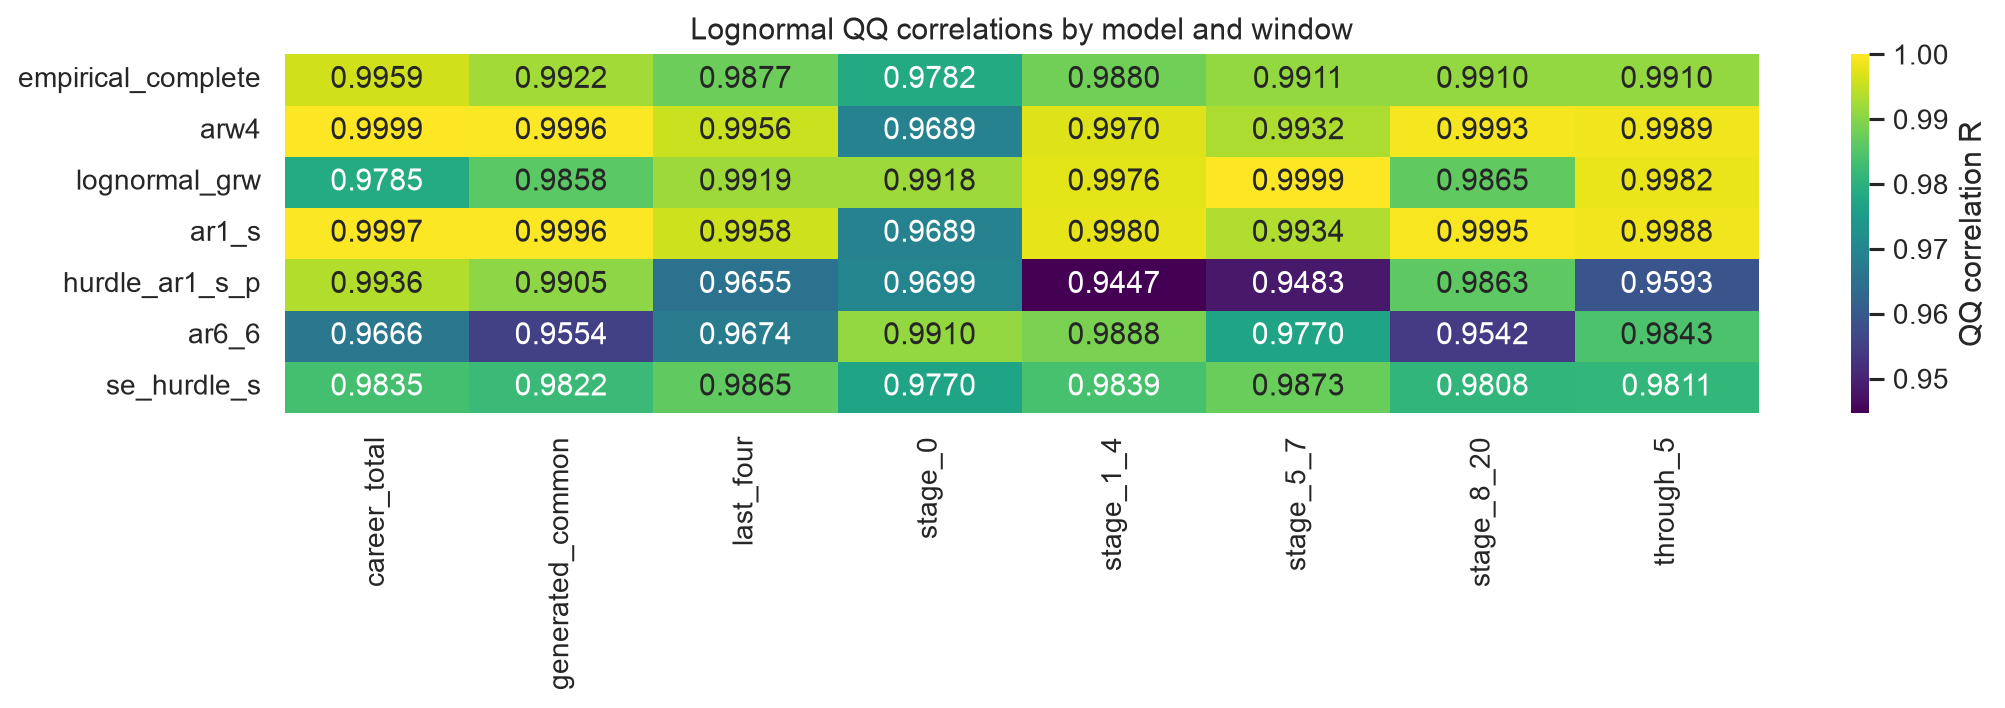 Lognormal QQ correlations by model and window
empirical_complete 0.9959 0.9922 0.9877 0.9782 0.9880 0.9911 0.9910 0.9910
arw4 0.9999 0.9996 0.9956 0.9689 0.9970 0.9932 0.9993 0.9989
lognormal_grw 0.9785 0.9858 0.9919 0.9918 0.9976 0.9999 0.9865 0.9982
ar1_s 0.9997 0.9996 0.9958 0.9689 0.9980 0.9934 0.9995 0.9988
hurdle_ar1_s_p 0.9936 0.9905 0.9655 0.9699 0.9447 0.9483 0.9863 0.9593
ar6_6 0.9666 0.9554 0.9674 0.9910 0.9888 0.9770 0.9542 0.9843
se_hurdle_s 0.9835 0.9822 0.9865 0.9770 0.9839 0.9873 0.9808 0.9811
career_total
generated_common
last_four
stage_0
stage_1_4
stage_5_7
stage_8_20
through_5
1.00
0.99
0.98
0.97
0.96
0.95
QQ correlation R